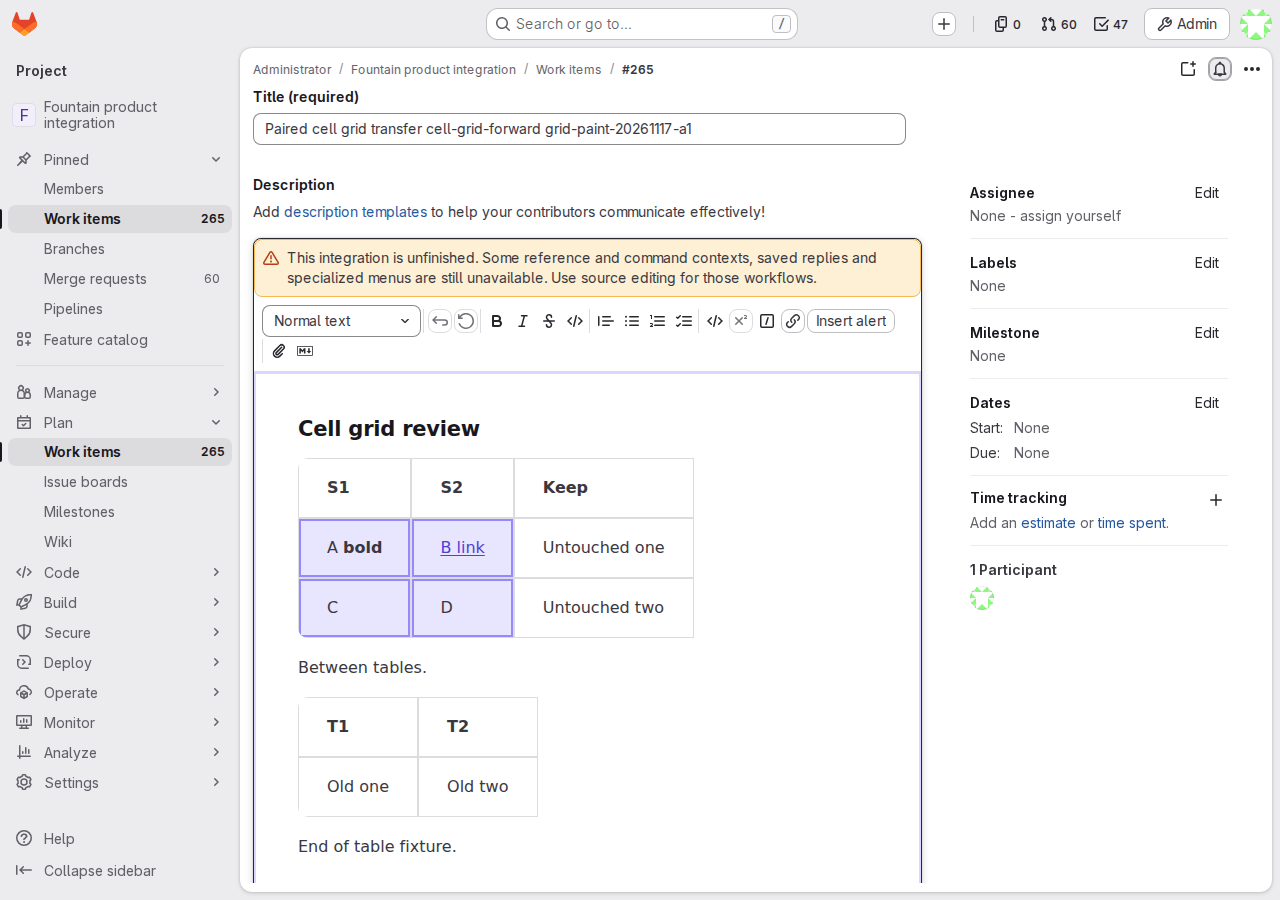 Search or go to...
/
0
60
47
Admin
Project
F
Fountain product
integration
Pinned
Members
Work items
265
Branches
Merge requests
60
Pipelines
Feature catalog
Manage
Plan
Work items
265
Issue boards
Milestones
Wiki
Code
Build
Secure
Deploy
Operate
Monitor
Analyze
Settings
Help
Collapse sidebar
Administrator / Fountain product integration / Work items / #265
Title (required)
Paired cell grid transfer cell-grid-forward grid-paint-20261117-a1
Description
Add description templates to help your contributors communicate effectively!
This integration is unfinished. Some reference and command contexts, saved replies and
specialized menus are still unavailable. Use source editing for those workflows.
Normal text
Insert alert
Cell grid review
S1 S2 Keep
A bold B link Untouched one
C D Untouched two
Between tables.
T1 T2
Old one Old two
End of table fixture.
Assignee
Edit
None - assign yourself
Labels
Edit
None
Milestone
Edit
None
Dates
Edit
Start: None
Due: None
Time tracking
Add an estimate or time spent.
1 Participant